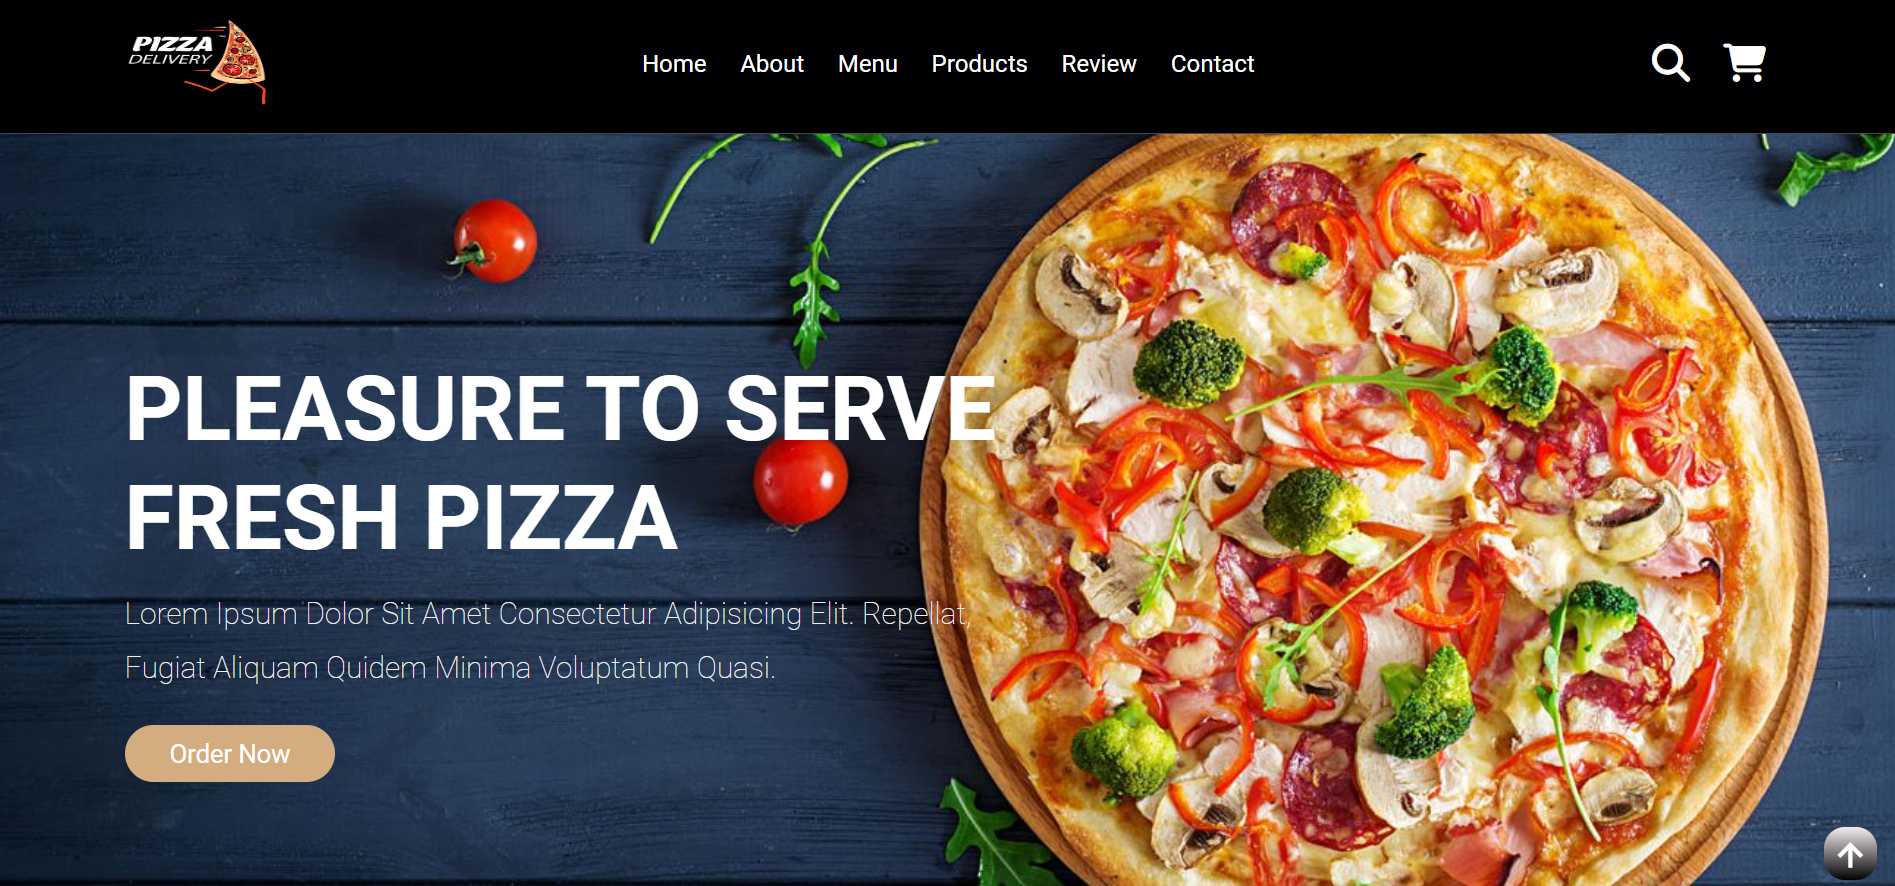 PIZZA
DELIVERY
Home About Menu Products Review Contact
PLEASURE TO SERVE
FRESH PIZZA
Lorem Ipsum Dolor Sit Amet Consectetur Adipisicing Elit. Repellat,
Fugiat Aliquam Quidem Minima Voluptatum Quasi.
Order Now